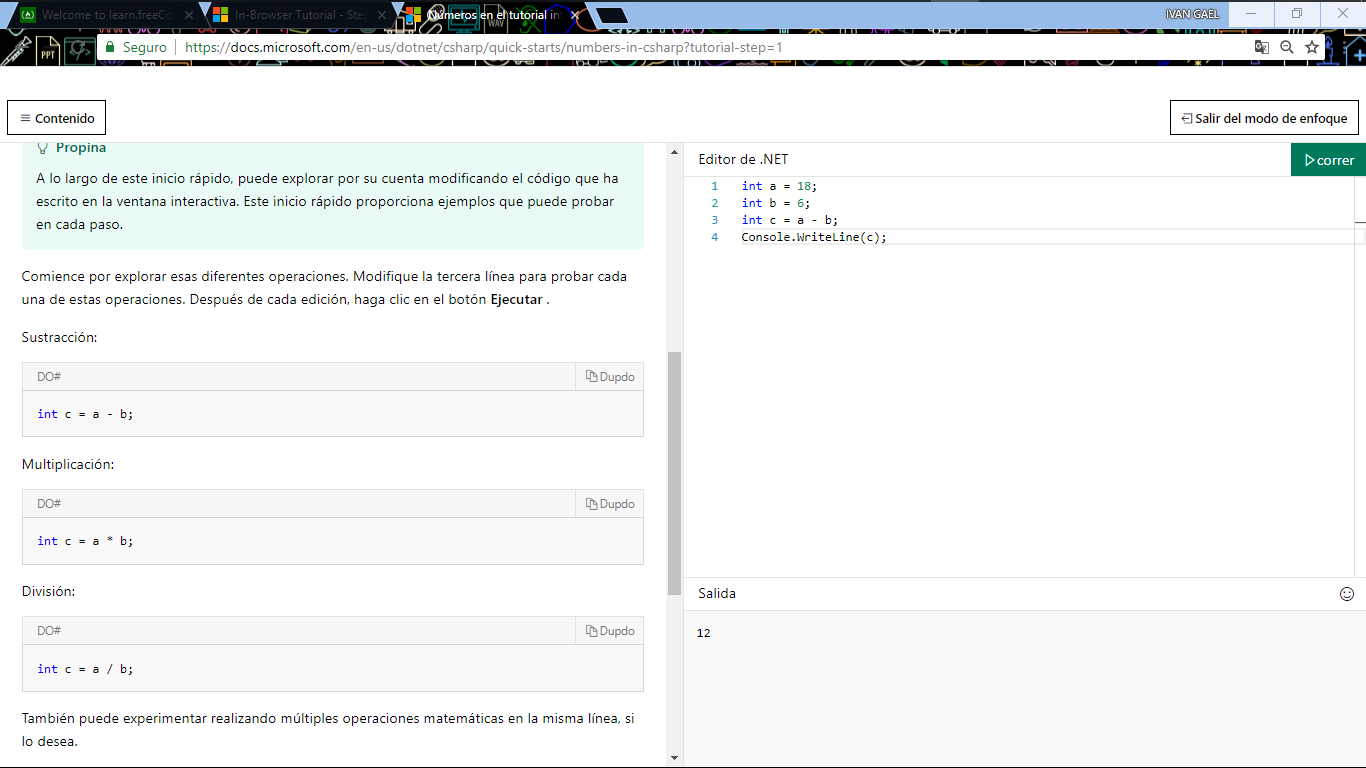 Welcome to learn.freeCo
In-Browser Tutorial - Ste
Números en el tutorial in
IVAN GAEL
PPT
WAV
Seguro
https://docs.microsoft.com/en-us/dotnet/csharp/quick-starts/numbers-in-csharp?tutorial-step=1
Contenido
Salir del modo de enfoque
Propina
A lo largo de este inicio rápido, puede explorar por su cuenta modificando el código que ha
escrito en la ventana interactiva. Este inicio rápido proporciona ejemplos que puede probar
en cada paso.
Comience por explorar esas diferentes operaciones. Modifique la tercera línea para probar cada
una de estas operaciones. Después de cada edición, haga clic en el botón Ejecutar .
Sustracción:
DO#
Dupdo
int c = a - b;
Multiplicación:
DO#
Dupdo
int c = a * b;
División:
DO#
Dupdo
int c = a / b;
También puede experimentar realizando múltiples operaciones matemáticas en la misma línea, si
lo desea.
Editor de .NET
correr
1 int a = 18;
2 int b = 6;
3 int c = a - b;
4 Console.WriteLine(c);
Salida
12